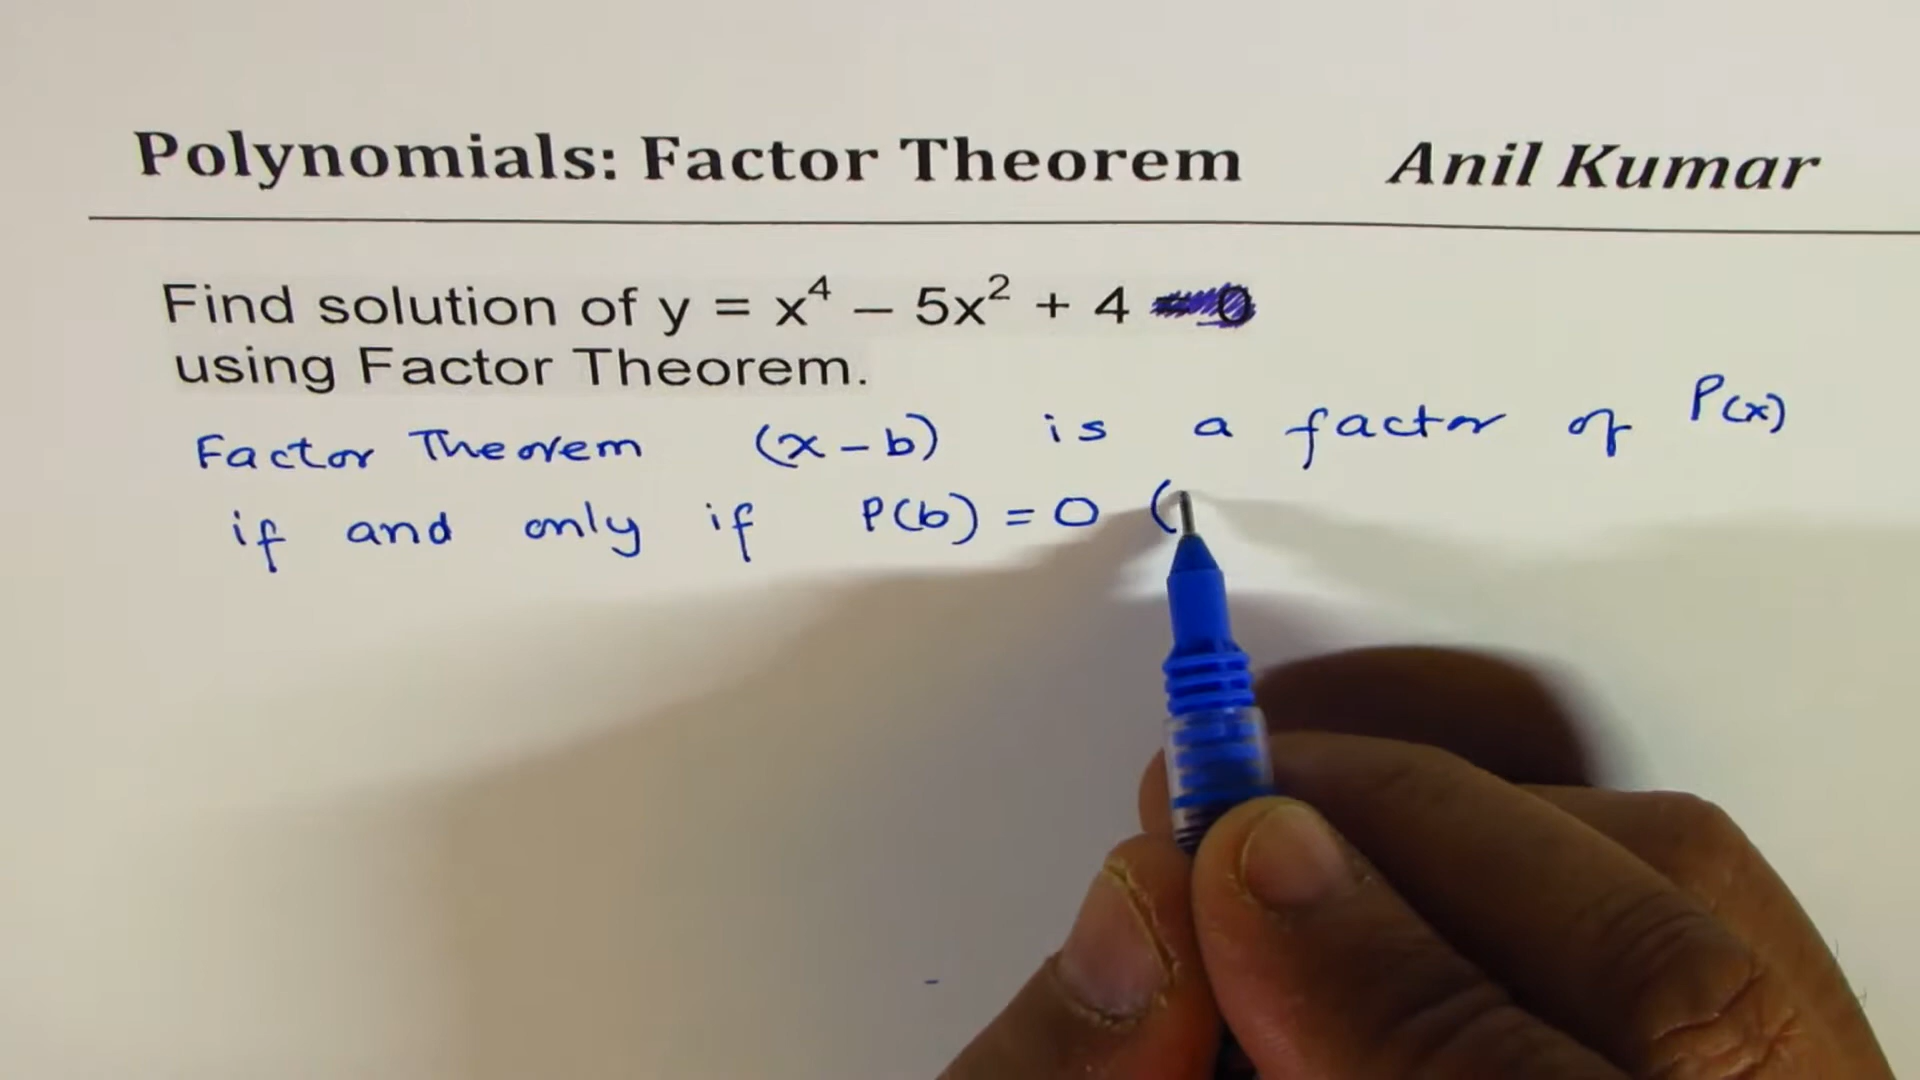 Polynomials: Factor Theorem Anil Kumar
Find solution of y = x⁴ – 5x² + 4
using Factor Theorem.
Factor Theorem (x – b) is a factor of P(x)
if and only if P(b) = 0 (